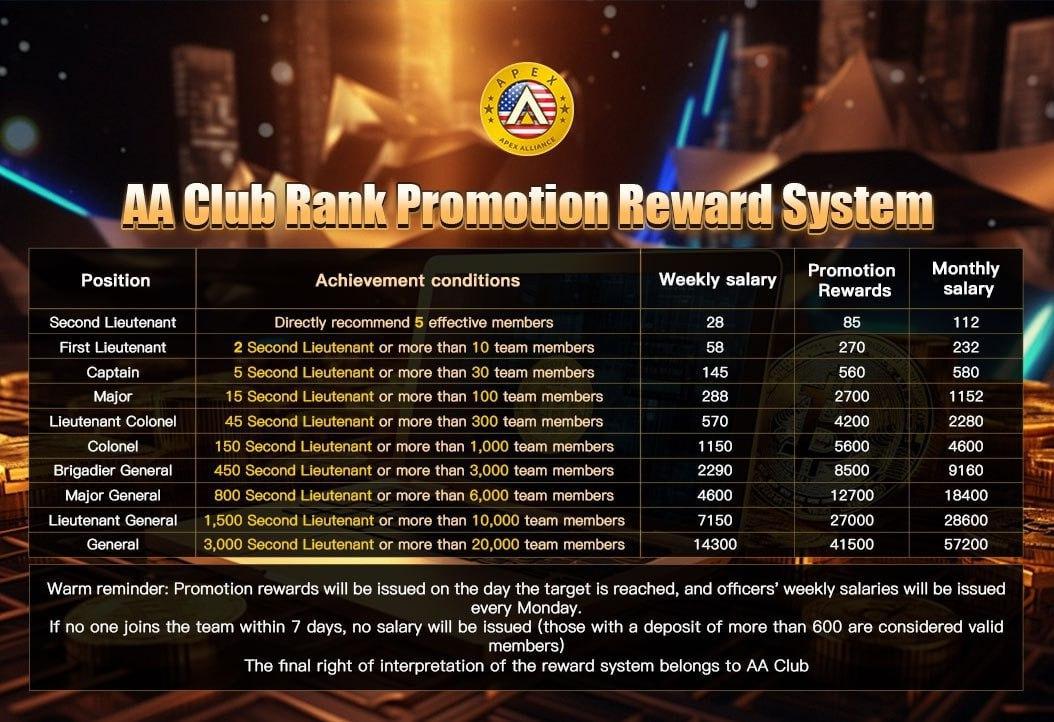 APEX
APEX ALLIANCE
AA Club Rank Promotion Reward System
Position Achievement conditions Weekly salary Promotion Rewards Monthly salary
Second Lieutenant Directly recommend 5 effective members 28 85 112
First Lieutenant 2 Second Lieutenant or more than 10 team members 58 270 232
Captain 5 Second Lieutenant or more than 30 team members 145 560 580
Major 15 Second Lieutenant or more than 100 team members 288 2700 1152
Lieutenant Colonel 45 Second Lieutenant or more than 300 team members 570 4200 2280
Colonel 150 Second Lieutenant or more than 1,000 team members 1150 5600 4600
Brigadier General 450 Second Lieutenant or more than 3,000 team members 2290 8500 9160
Major General 800 Second Lieutenant or more than 6,000 team members 4600 12700 18400
Lieutenant General 1,500 Second Lieutenant or more than 10,000 team members 7150 27000 28600
General 3,000 Second Lieutenant or more than 20,000 team members 14300 41500 57200
Warm reminder: Promotion rewards will be issued on the day the target is reached, and officers' weekly salaries will be issued
every Monday.
If no one joins the team within 7 days, no salary will be issued (those with a deposit of more than 600 are considered valid
members)
The final right of interpretation of the reward system belongs to AA Club